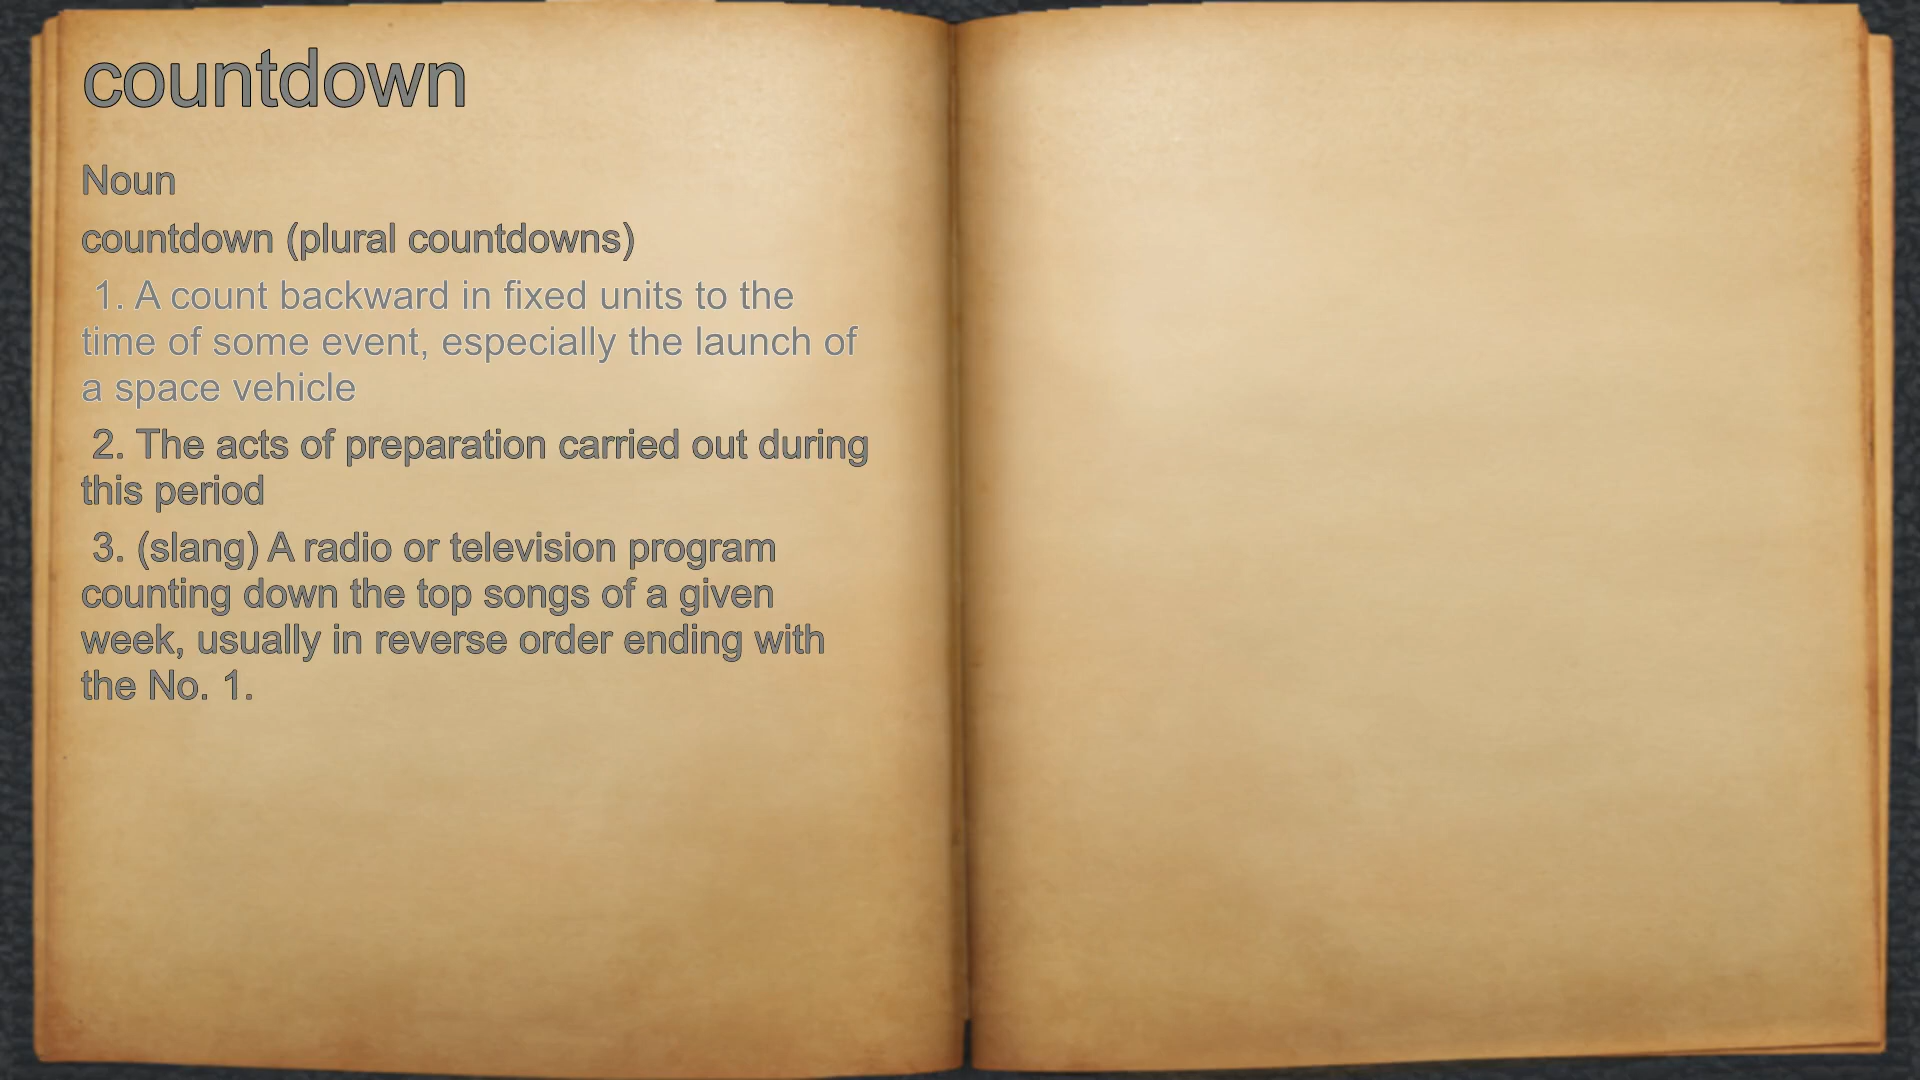 countdown
Noun
countdown (plural countdowns)
1. A count backward in fixed units to the
time of some event, especially the launch of
a space vehicle
2. The acts of preparation carried out during
this period
3. (slang) A radio or television program
counting down the top songs of a given
week, usually in reverse order ending with
the No. 1.